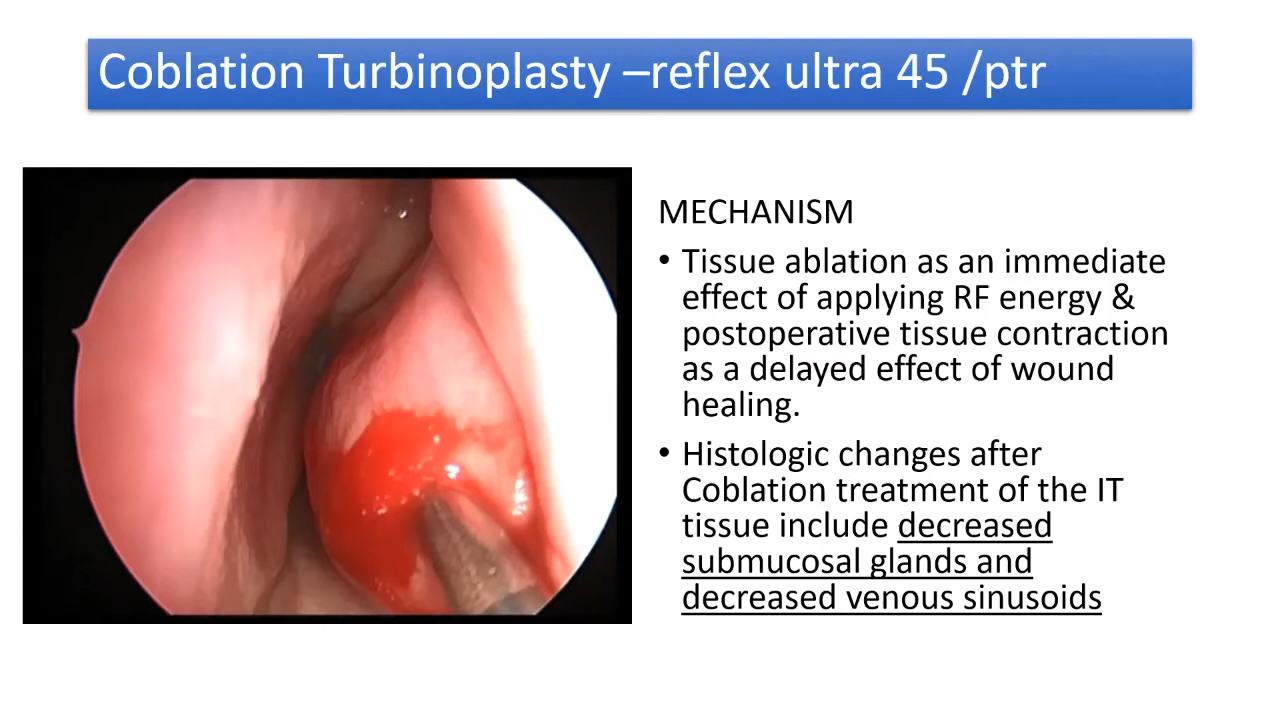 Coblation Turbinoplasty –reflex ultra 45 /ptr
MECHANISM
• Tissue ablation as an immediate
effect of applying RF energy &
postoperative tissue contraction
as a delayed effect of wound
healing.
• Histologic changes after
Coblation treatment of the IT
tissue include decreased
submucosal glands and
decreased venous sinusoids